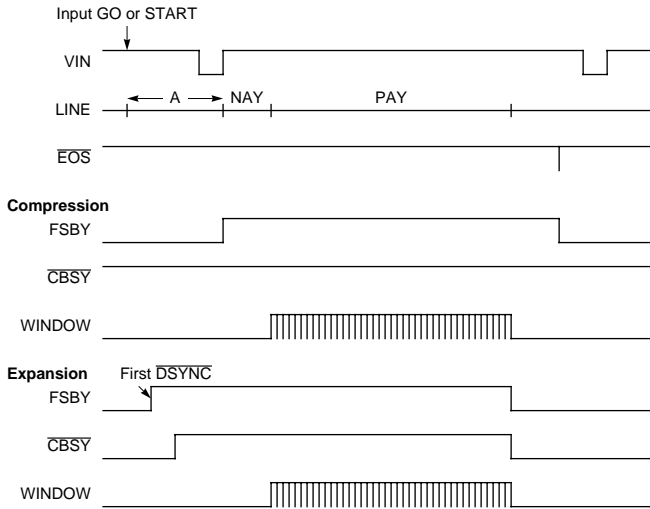 Input GO or START
VIN
LINE A NAY PAY
EOS
Compression
FSBY
CBSY
WINDOW
Expansion First DSYNC
FSBY
CBSY
WINDOW